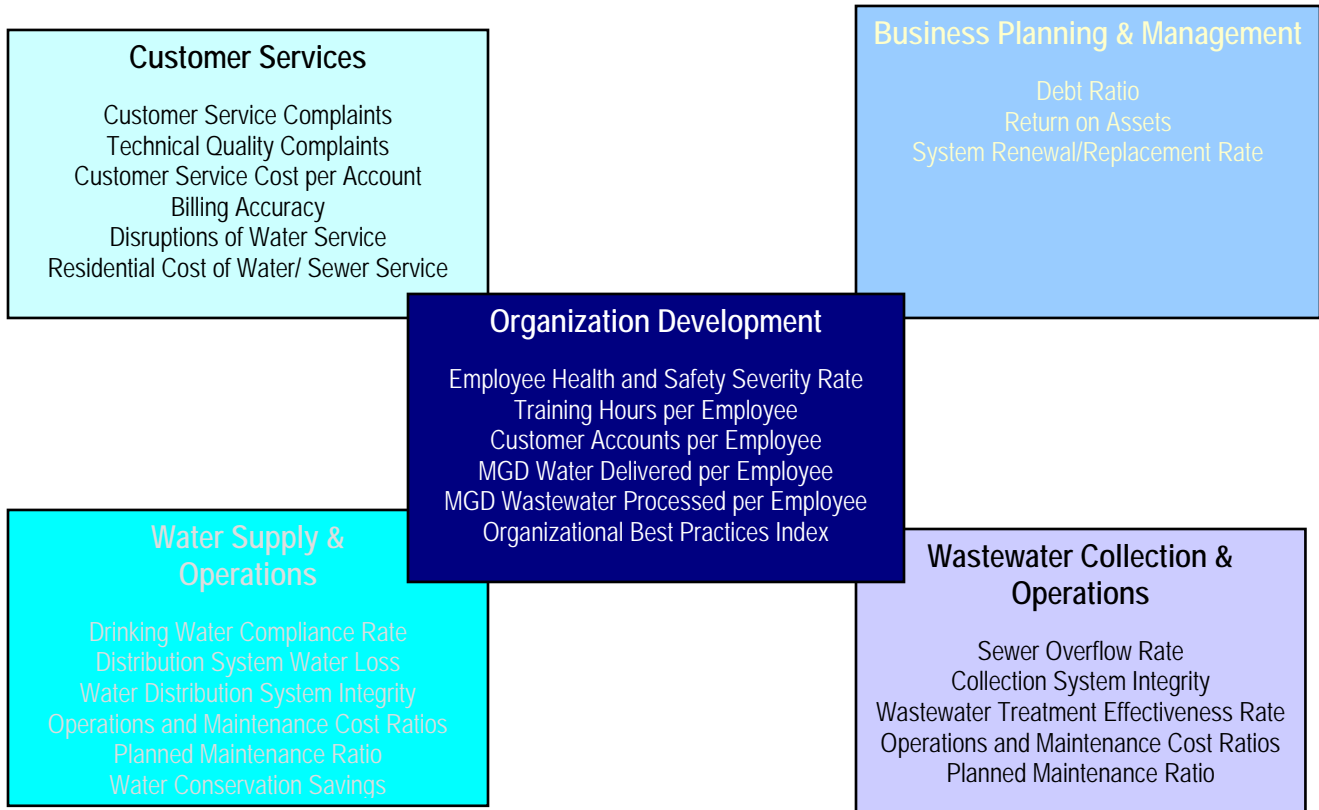 Customer Services
Customer Service Complaints
Technical Quality Complaints
Customer Service Cost per Account
Billing Accuracy
Disruptions of Water Service
Residential Cost of Water/ Sewer Service
Business Planning & Management
Debt Ratio
Return on Assets
System Renewal/Replacement Rate
Organization Development
Employee Health and Safety Severity Rate
Training Hours per Employee
Customer Accounts per Employee
MGD Water Delivered per Employee
MGD Wastewater Processed per Employee
Organizational Best Practices Index
Water Supply &
Operations
Drinking Water Compliance Rate
Distribution System Water Loss
Water Distribution System Integrity
Operations and Maintenance Cost Ratios
Planned Maintenance Ratio
Water Conservation Savings
Wastewater Collection &
Operations
Sewer Overflow Rate
Collection System Integrity
Wastewater Treatment Effectiveness Rate
Operations and Maintenance Cost Ratios
Planned Maintenance Ratio